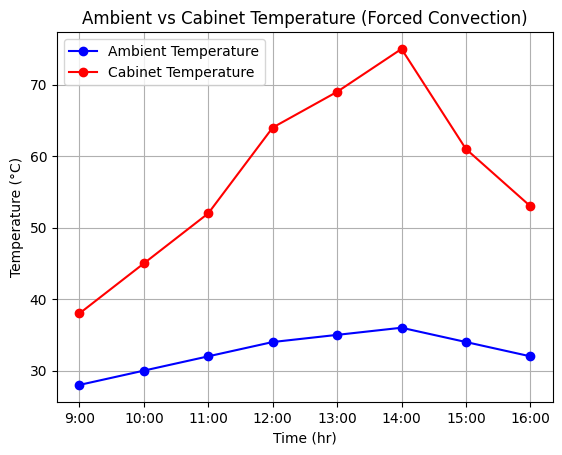 Ambient vs Cabinet Temperature (Forced Convection)
Ambient Temperature
Cabinet Temperature
Temperature (°C)
70
60
50
40
30
9:00 10:00 11:00 12:00 13:00 14:00 15:00 16:00
Time (hr)